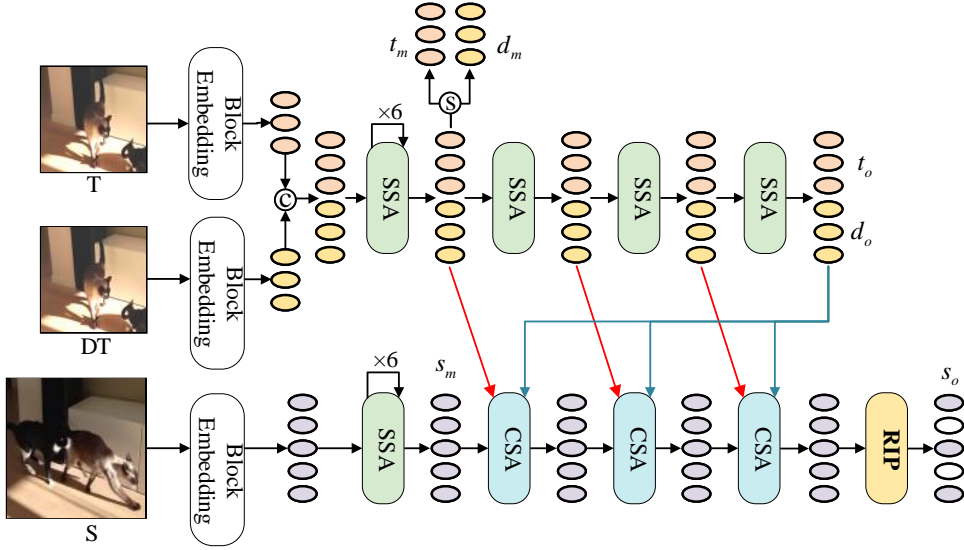 t_m
d_m
S
×6
Block
Embedding
T
C
SSA
SSA
SSA
SSA
t_o
d_o
Block
Embedding
DT
×6
s_m
s_o
Block
Embedding
SSA
CSA
CSA
CSA
RIP
S